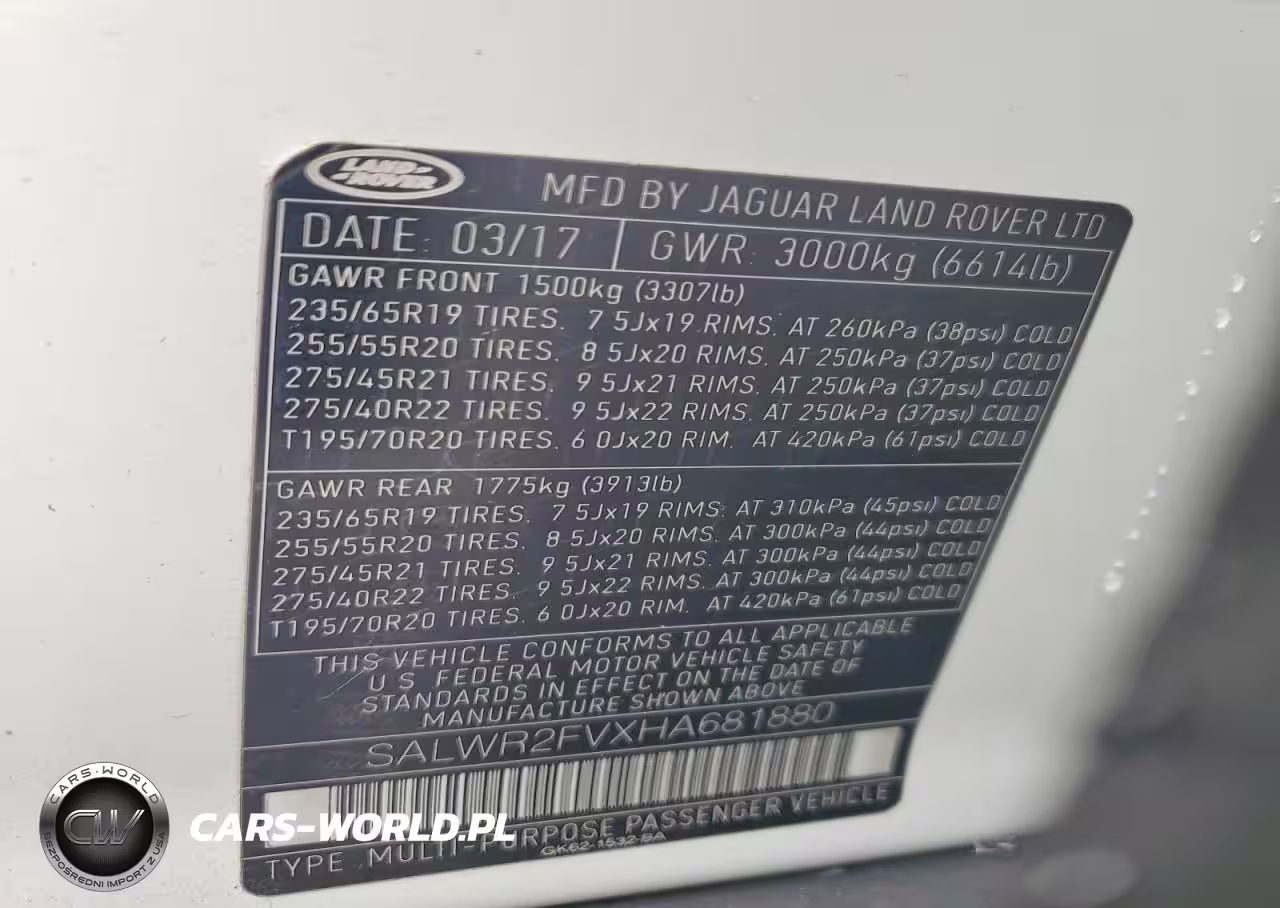 LAND
ROVER
MFD BY JAGUAR LAND ROVER LTD
DATE: 03/17 GWR: 3000kg (6614lb)
GAWR FRONT 1500kg (3307lb)
235/65R19 TIRES. 7 5Jx19 RIMS. AT 260kPa (38psi) COLD
255/55R20 TIRES. 8 5Jx20 RIMS. AT 250kPa (37psi) COLD
275/45R21 TIRES. 9 5Jx21 RIMS. AT 250kPa (37psi) COLD
275/40R22 TIRES. 9 5Jx22 RIMS. AT 250kPa (37psi) COLD
T195/70R20 TIRES. 6 0Jx20 RIM. AT 420kPa (61psi) COLD
GAWR REAR 1775kg (3913lb)
235/65R19 TIRES. 7 5Jx19 RIMS. AT 310kPa (45psi) COLD
255/55R20 TIRES. 8 5Jx20 RIMS. AT 300kPa (44psi) COLD
275/45R21 TIRES. 9 5Jx21 RIMS. AT 300kPa (44psi) COLD
275/40R22 TIRES. 9 5Jx22 RIMS. AT 300kPa (44psi) COLD
T195/70R20 TIRES. 6 0Jx20 RIM. AT 420kPa (61psi) COLD
THIS VEHICLE CONFORMS TO ALL APPLICABLE
U S FEDERAL MOTOR VEHICLE SAFETY
STANDARDS IN EFFECT ON THE DATE OF
MANUFACTURE SHOWN ABOVE
SALWR2FVXHA681880
TYPE MULTI-PURPOSE PASSENGER VEHICLE
GK62-1532-BA
CARS-WORLD
CW
BEZPOŚREDNI IMPORT Z USA
CARS-WORLD.PL